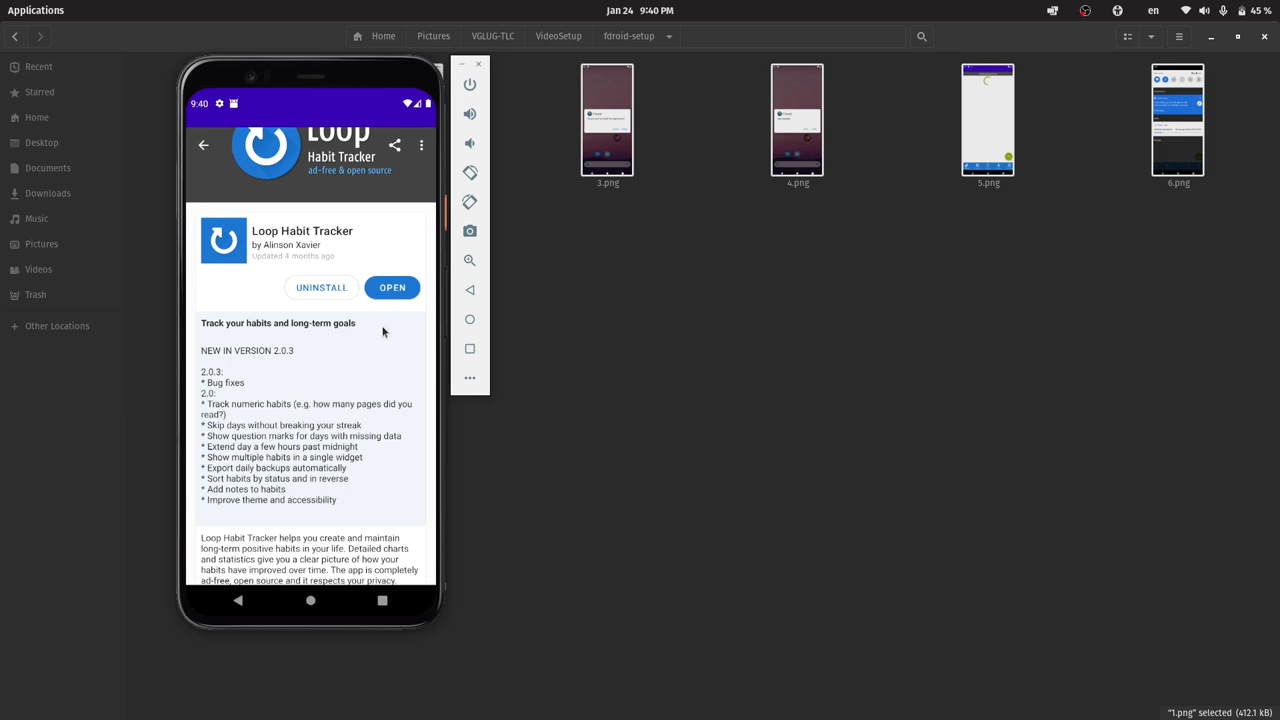 Applications
Jan 24 9:40 PM
en
45 %
Home
Pictures
VGLUG-TLC
VideoSetup
fdroid-setup
Recent
Starred
Home
Desktop
Documents
Downloads
Music
Pictures
Videos
Trash
Other Locations
9:40
Loop
Habit Tracker
ad-free & open source
Loop Habit Tracker
by Alinson Xavier
Updated 4 months ago
UNINSTALL
OPEN
Track your habits and long-term goals
NEW IN VERSION 2.0.3
2.0.3:
* Bug fixes
2.0:
* Track numeric habits (e.g. how many pages did you
read?)
* Skip days without breaking your streak
* Show question marks for days with missing data
* Extend day a few hours past midnight
* Show multiple habits in a single widget
* Export daily backups automatically
* Sort habits by status and in reverse
* Add notes to habits
* Improve theme and accessibility
Loop Habit Tracker helps you create and maintain
long-term positive habits in your life. Detailed charts
and statistics give you a clear picture of how your
habits have improved over time. The app is completely
ad-free, open source and it respects your privacy.
3.png
4.png
5.png
6.png
"1.png" selected (412.1 kB)